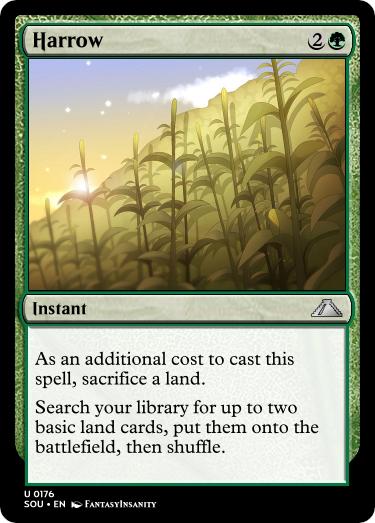 Harrow 2
Instant
As an additional cost to cast this
spell, sacrifice a land.
Search your library for up to two
basic land cards, put them onto the
battlefield, then shuffle.
U 0176
SOU • EN FantasyInsanity